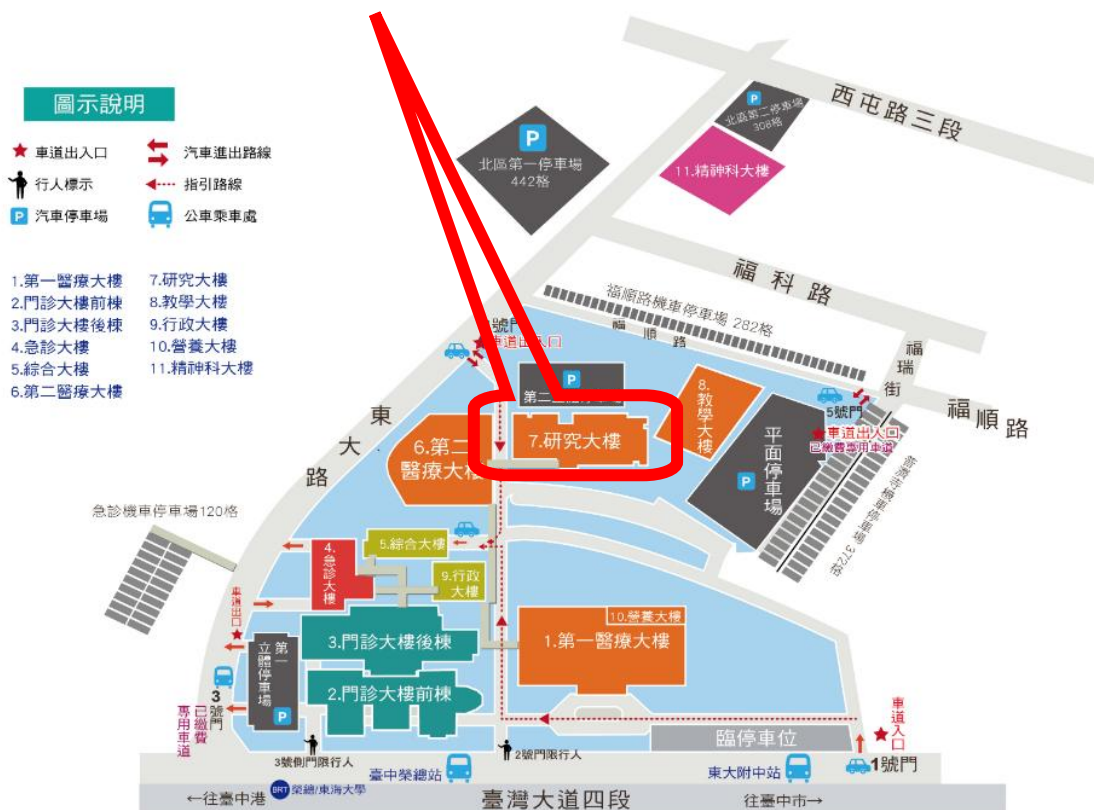 圖示說明
車道出入口
汽車進出路線
行人標示
指引路線
P 汽車停車場
公車乘車處
1.第一醫療大樓
2.門診大樓前棟
3.門診大樓後棟
4.急診大樓
5.綜合大樓
6.第二醫療大樓
7.研究大樓
8.教學大樓
9.行政大樓
10.營養大樓
11.精神科大樓
西屯路三段
P
北區第二停車場
308格
P
北區第一停車場
442格
11.精神科大樓
福科路
福順路機車停車場 282格
福順路
福瑞街
福順路
號門
車道出入口
P
第二
8.教學大樓
7.研究大樓
5號門
車道出入口
已繳費專用車道
平面停車場
P
普濟寺機車停車場 372格
東大路
6.第二
醫療大樓
急診機車停車場120格
5.綜合大樓
4.急診大樓
9.行政
大樓
車道出口
10.營養大樓
3.門診大樓後棟
1.第一醫療大樓
第一立體停車場
P
2.門診大樓前棟
3號門
已繳費專用車道
車道入口
臨停車位
3號側門限行人
2號門限行人
1號門
臺中榮總站
東大附中站
←往臺中港
BRT 榮總/東海大學
臺灣大道四段
往臺中市→